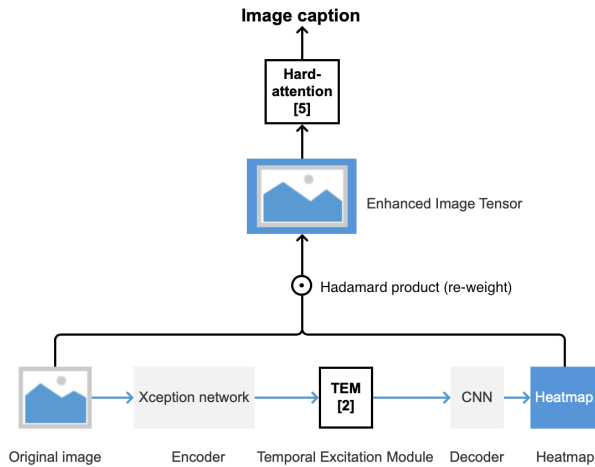 Image caption
Hard-
attention
[5]
Enhanced Image Tensor
Hadamard product (re-weight)
Xception network
TEM
[2]
CNN
Heatmap
Original image
Encoder
Temporal Excitation Module
Decoder
Heatmap